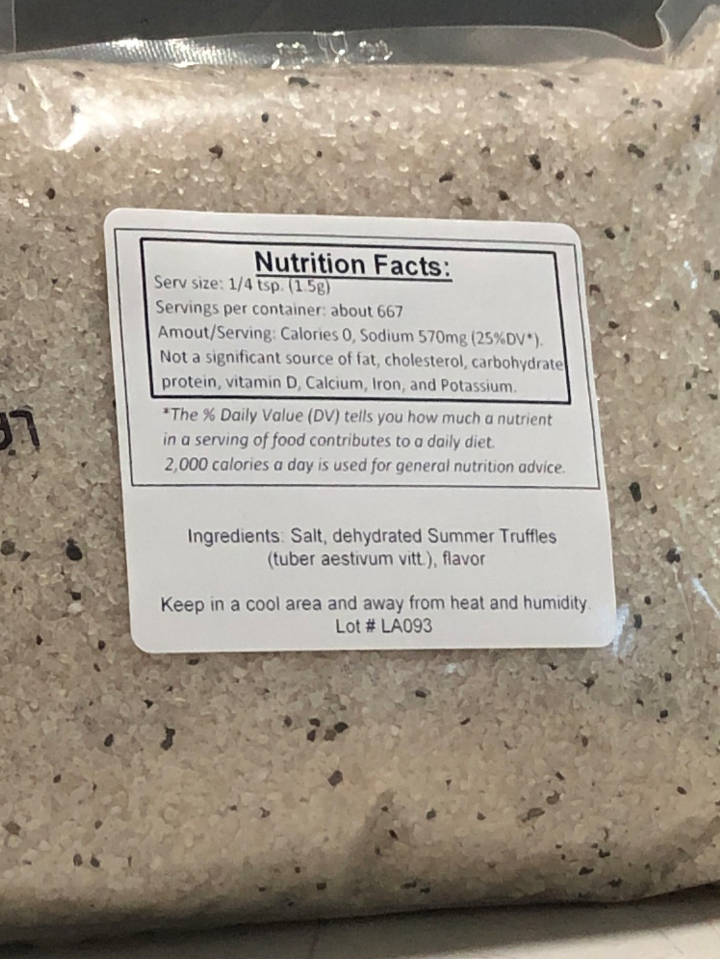 Nutrition Facts:
Serv size: 1/4 tsp. (1.5g)
Servings per container: about 667
Amout/Serving: Calories 0, Sodium 570mg (25%DV*).
Not a significant source of fat, cholesterol, carbohydrate
protein, vitamin D, Calcium, Iron, and Potassium.
*The % Daily Value (DV) tells you how much a nutrient
in a serving of food contributes to a daily diet.
2,000 calories a day is used for general nutrition advice.
Ingredients: Salt, dehydrated Summer Truffles
(tuber aestivum vitt.), flavor
Keep in a cool area and away from heat and humidity.
Lot # LA093